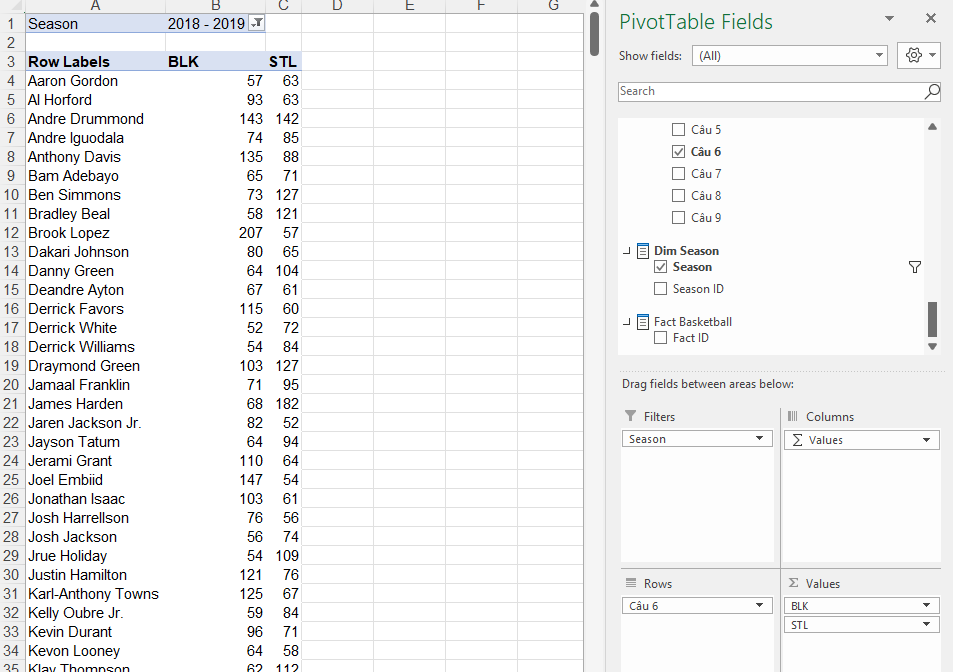 A B C D E F G
1 Season 2018 - 2019
2
3 Row Labels BLK STL
4 Aaron Gordon 57 63
5 Al Horford 93 63
6 Andre Drummond 143 142
7 Andre Iguodala 74 85
8 Anthony Davis 135 88
9 Bam Adebayo 65 71
10 Ben Simmons 73 127
11 Bradley Beal 58 121
12 Brook Lopez 207 57
13 Dakari Johnson 80 65
14 Danny Green 64 104
15 Deandre Ayton 67 61
16 Derrick Favors 115 60
17 Derrick White 52 72
18 Derrick Williams 54 84
19 Draymond Green 103 127
20 Jamaal Franklin 71 95
21 James Harden 68 182
22 Jaren Jackson Jr. 82 52
23 Jayson Tatum 64 94
24 Jerami Grant 110 64
25 Joel Embiid 147 54
26 Jonathan Isaac 103 61
27 Josh Harrellson 76 56
28 Josh Jackson 56 74
29 Jrue Holiday 54 109
30 Justin Hamilton 121 76
31 Karl-Anthony Towns 125 67
32 Kelly Oubre Jr. 59 84
33 Kevin Durant 96 71
34 Kevon Looney 64 58
35 Klay Thompson 62 112
PivotTable Fields
Show fields: (All)
Search
Câu 5
Câu 6
Câu 7
Câu 8
Câu 9
Dim Season
Season
Season ID
Fact Basketball
Fact ID
Drag fields between areas below:
Filters
Season
Columns
Σ Values
Rows
Câu 6
Σ Values
BLK
STL